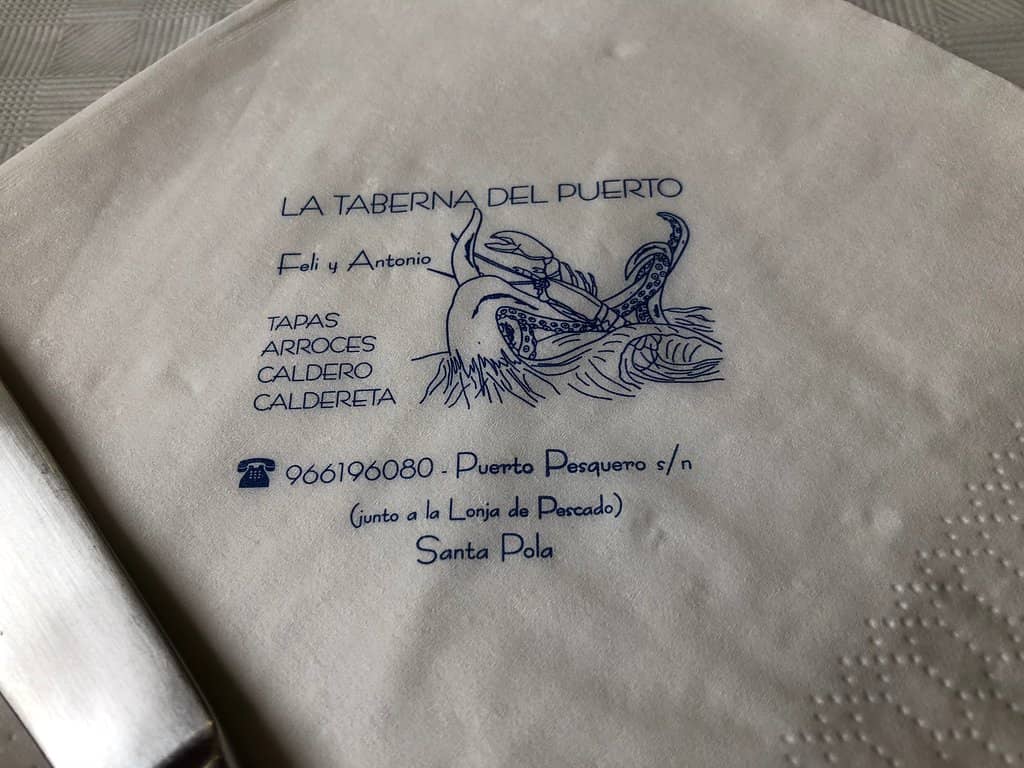 LA TABERNA DEL PUERTO
Feli y Antonio
TAPAS
ARROCES
CALDERO
CALDERETA
☎ 966196080 - Puerto Pesquero s/n
(junto a la Lonja de Pescado)
Santa Pola